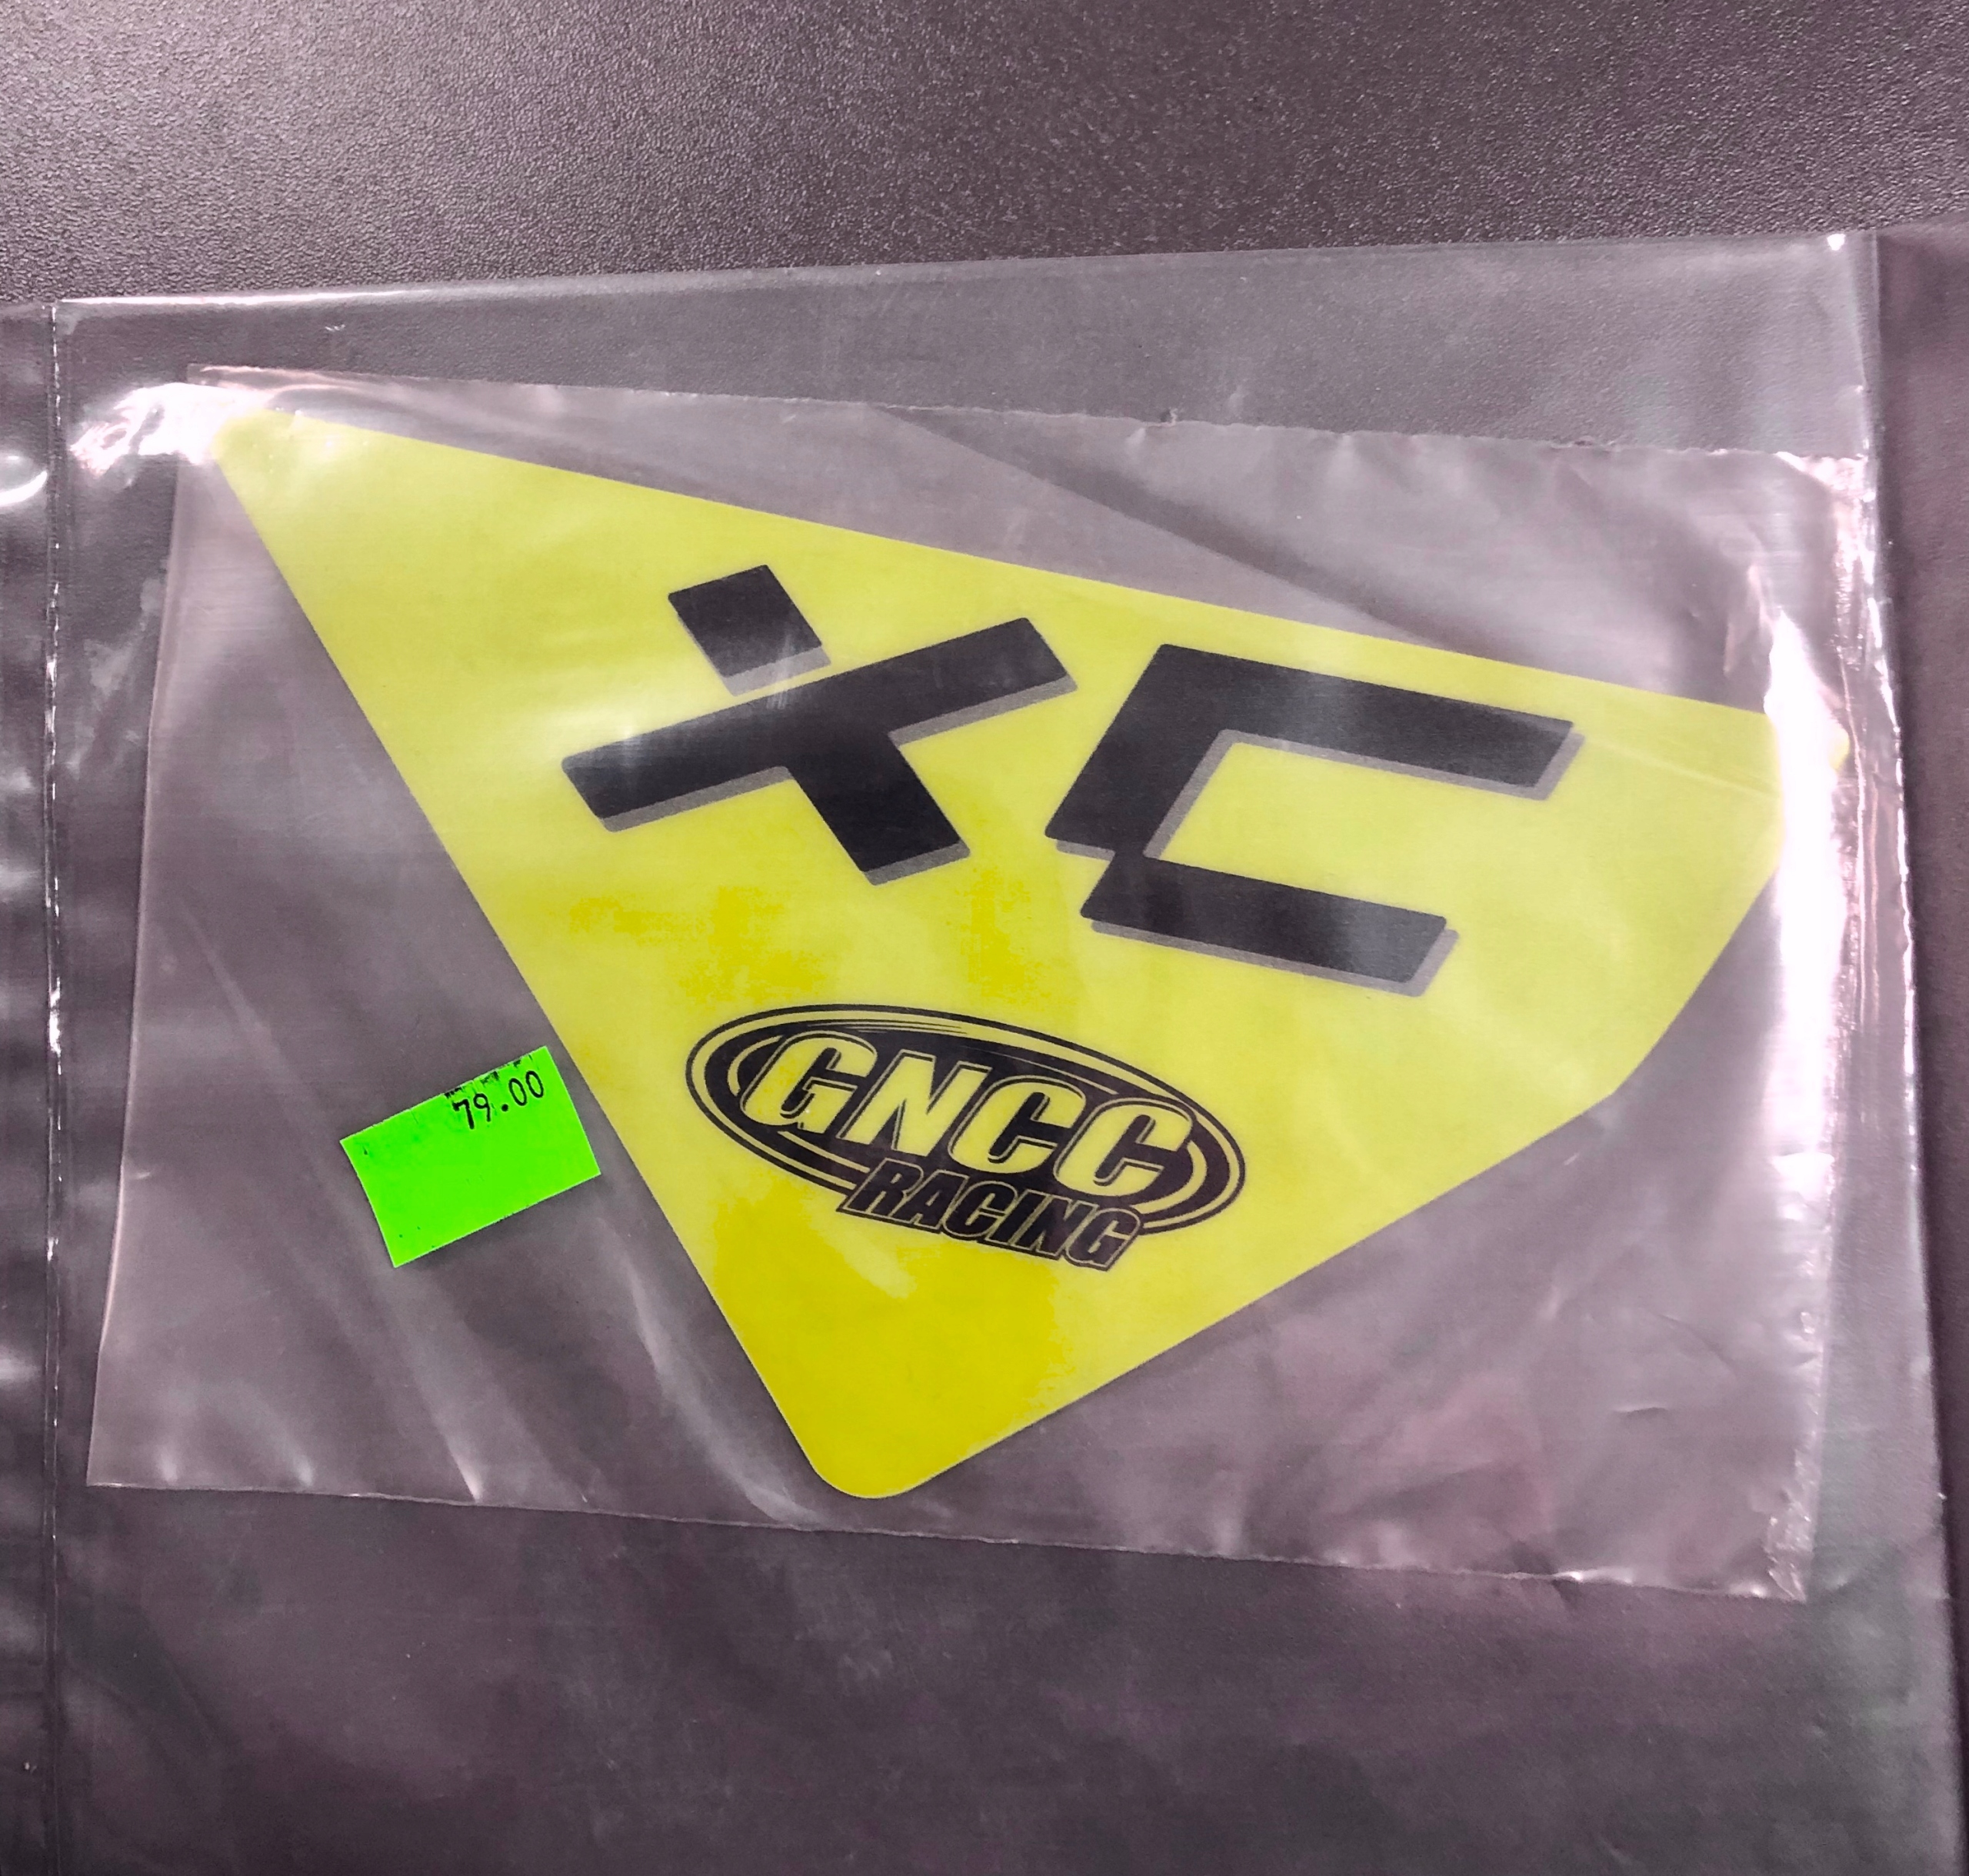 XC
GNCC
RACING
79.00